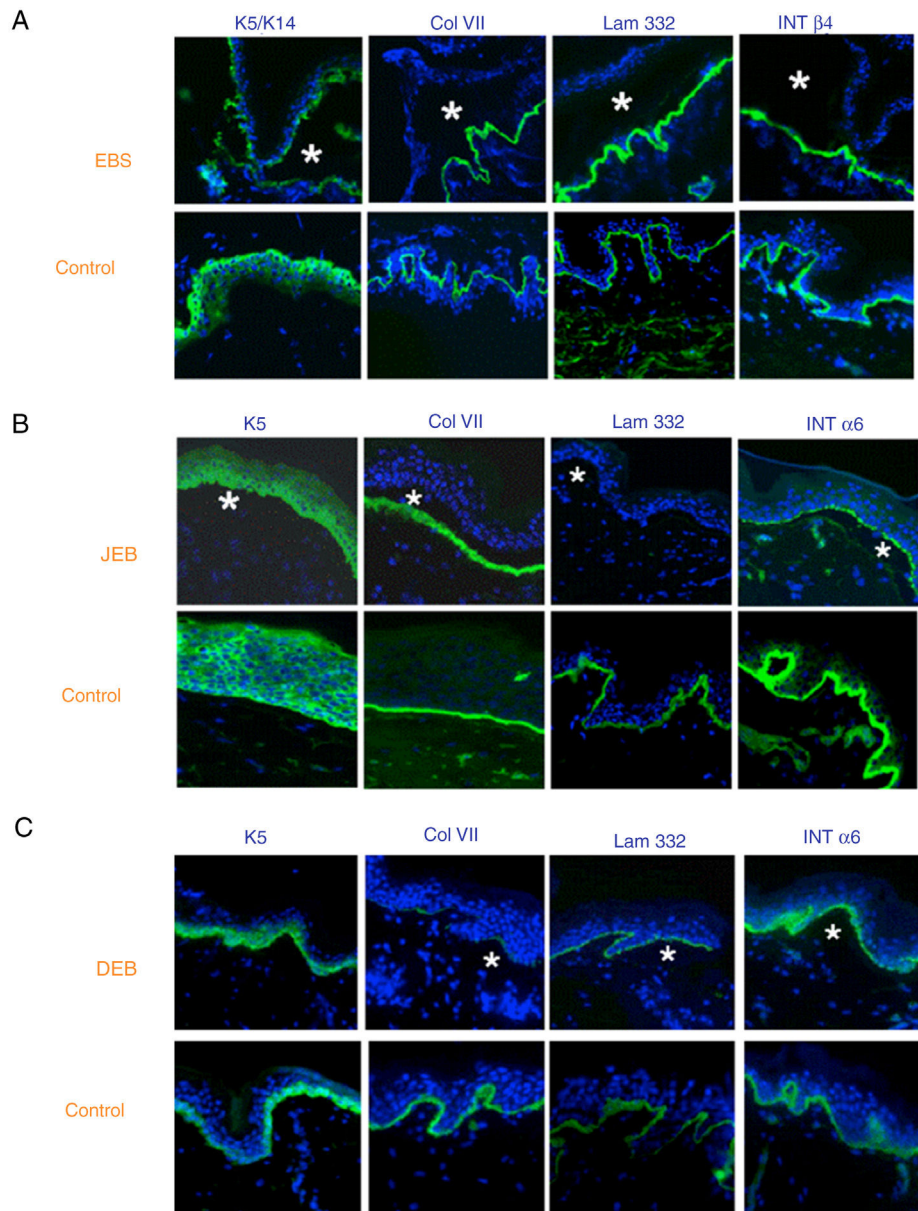 A
K5/K14 Col VII Lam 332 INT β4
EBS
Control
B
K5 Col VII Lam 332 INT α6
JEB
Control
C
K5 Col VII Lam 332 INT α6
DEB
Control